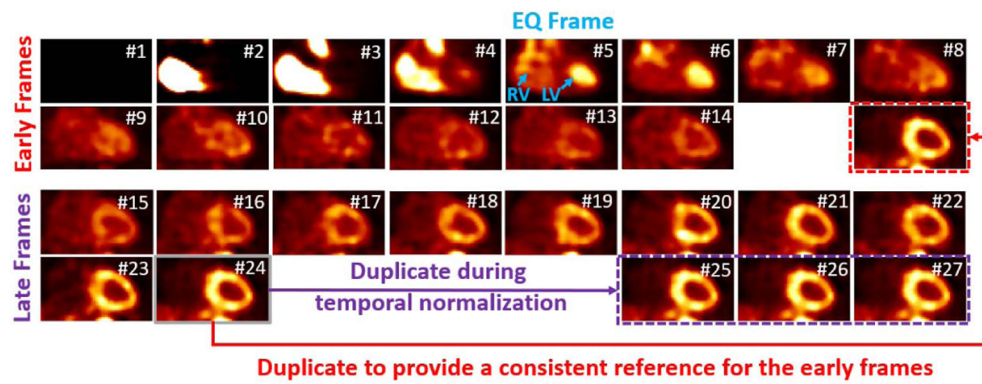 EQ Frame
Early Frames
#1 #2 #3 #4 #5 #6 #7 #8
RV LV
#9 #10 #11 #12 #13 #14
Late Frames
#15 #16 #17 #18 #19 #20 #21 #22
#23 #24 Duplicate during #25 #26 #27
temporal normalization
Duplicate to provide a consistent reference for the early frames